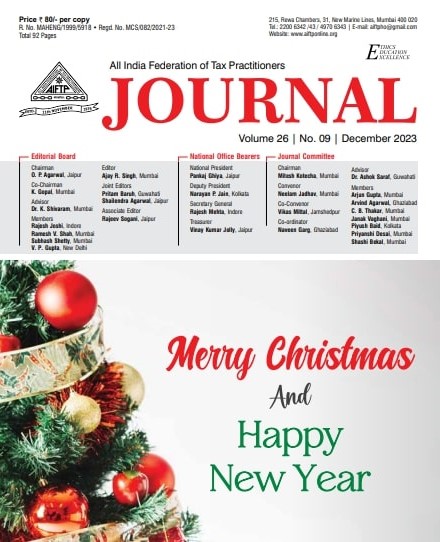 Price ₹ 80/- per copy
R. No. MAHENG/1999/5918 • Regd. No. MCS/082/2021-23
Total 92 Pages
215, Rewa Chambers, 31, New Marine Lines, Mumbai 400 020
Tel.: 2200 6342 /43 / 4970 6343 | E-mail: aiftpho@gmail.com
Website: www.aiftponline.org
ETHICS
EDUCATION
EXCELLENCE
AIFTP
11TH NOVEMBER
All India Federation of Tax Practitioners
JOURNAL
Volume 26 | No. 09 | December 2023
Editorial Board
Chairman
O. P. Agarwal, Jaipur
Co-Chairman
K. Gopal, Mumbai
Advisor
Dr. K. Shivaram, Mumbai
Members
Rajesh Joshi, Indore
Ramesh V. Shah, Mumbai
Subhash Shetty, Mumbai
V. P. Gupta, New Delhi
Editor
Ajay R. Singh, Mumbai
Joint Editors
Pritam Baruh, Guwahati
Shailendra Agarwal, Jaipur
Associate Editor
Rajeev Sogani, Jaipur
National Office Bearers
National President
Pankaj Ghiya, Jaipur
Deputy President
Narayan P. Jain, Kolkata
Secretary General
Rajesh Mehta, Indore
Treasurer
Vinay Kumar Jolly, Jaipur
Journal Committee
Chairman
Mitesh Kotecha, Mumbai
Convenor
Neelam Jadhav, Mumbai
Co-Convenor
Vikas Mittal, Jamshedpur
Co-ordinator
Naveen Garg, Ghaziabad
Advisor
Dr. Ashok Saraf, Guwahati
Members
Arjun Gupta, Mumbai
Arvind Agarwal, Ghaziabad
C. B. Thakar, Mumbai
Janak Vaghani, Mumbai
Piyush Baid, Kolkata
Priyanshi Desai, Mumbai
Shashi Bekal, Mumbai
Merry Christmas
And
Happy
New Year